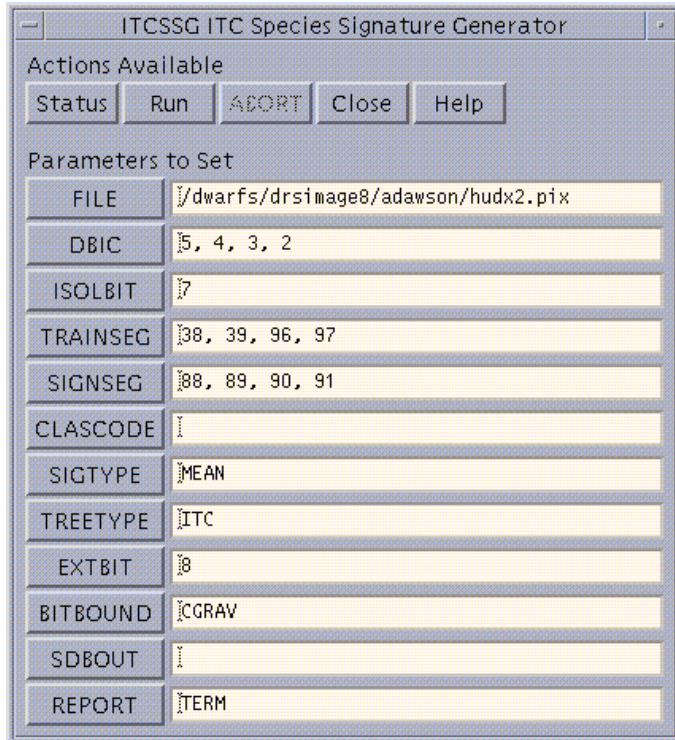 ITCSSG ITC Species Signature Generator
Actions Available
Status Run ABORT Close Help
Parameters to Set
FILE /dwarfs/drsimage8/adawson/hudx2.pix
DBIC 5, 4, 3, 2
ISOLBIT 7
TRAINSEG 38, 39, 96, 97
SIGNSEG 88, 89, 90, 91
CLASCODE
SIGTYPE MEAN
TREETYPE ITC
EXTBIT 8
BITBOUND CGRAV
SDBOUT
REPORT TERM